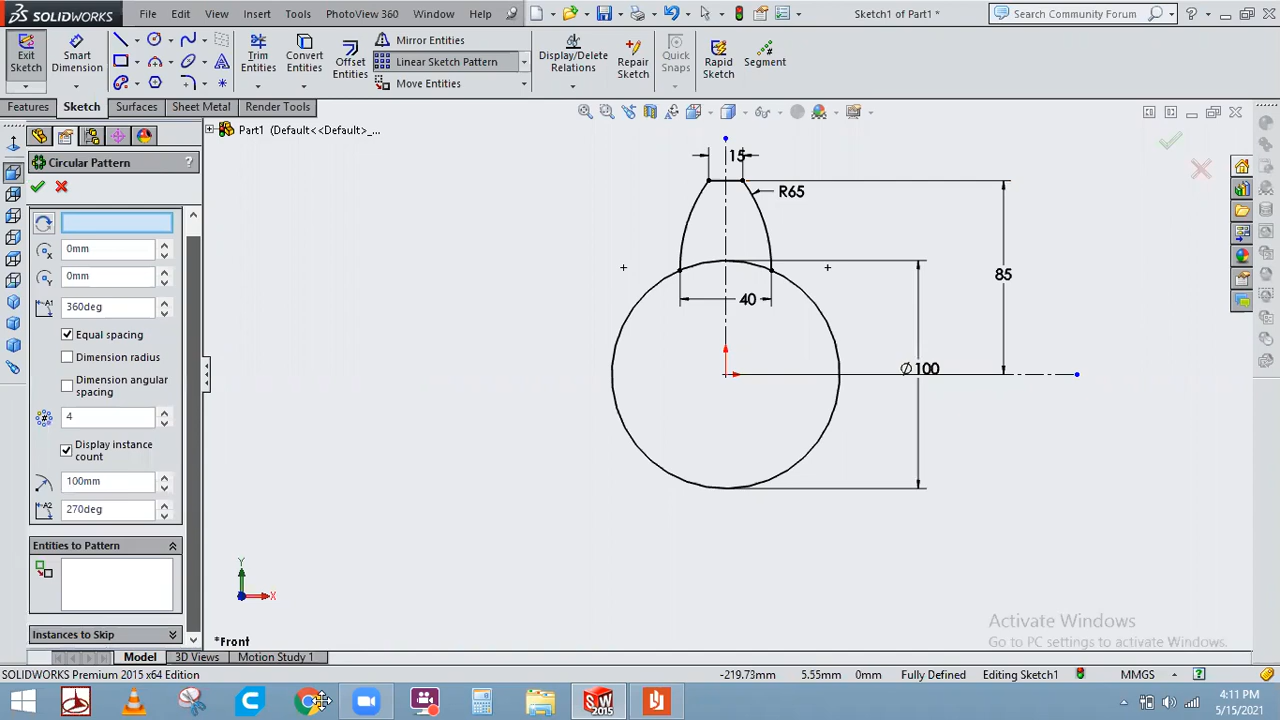 SOLIDWORKS
File Edit View Insert Tools PhotoView 360 Window Help
Sketch1 of Part1 *
Search Community Forum
Exit Sketch
Smart Dimension
Trim Entities
Convert Entities
Offset Entities
Mirror Entities
Linear Sketch Pattern
Move Entities
Display/Delete Relations
Repair Sketch
Quick Snaps
Rapid Sketch
Segment
Features Sketch Surfaces Sheet Metal Render Tools
Part1 (Default< <Default>_...
Circular Pattern
?
0mm
0mm
360deg
Equal spacing
Dimension radius
Dimension angular
spacing
4
Display instance
count
100mm
270deg
Entities to Pattern
Instances to Skip
15
R65
85
40
Ø100
Y
X
*Front
Activate Windows
Go to PC settings to activate Windows.
Model 3D Views Motion Study 1
SOLIDWORKS Premium 2015 x64 Edition
-219.73mm 5.55mm 0mm Fully Defined Editing Sketch1 MMGS
4:11 PM
5/15/2021